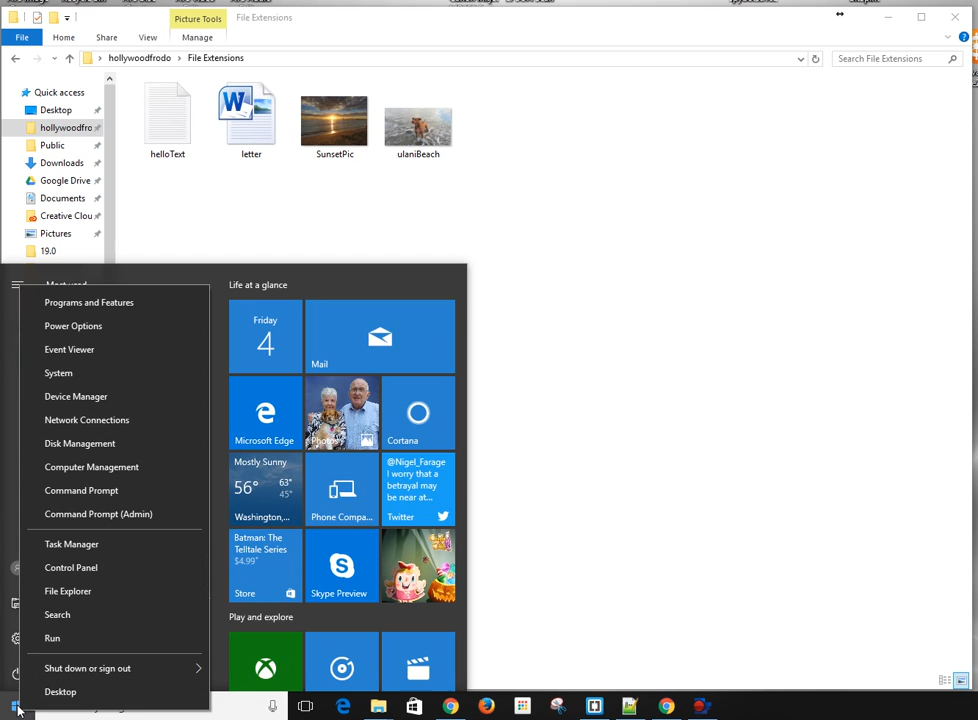 Picture Tools
File Extensions
File
Home
Share
View
Manage
hollywoodfrodo
File Extensions
Search File Extensions
Quick access
Desktop
hollywoodfro
Public
Downloads
Google Drive
Documents
Creative Clou
Pictures
19.0
helloText
letter
SunsetPic
ulaniBeach
Most used
Programs and Features
Power Options
Event Viewer
System
Device Manager
Network Connections
Disk Management
Computer Management
Command Prompt
Command Prompt (Admin)
Task Manager
Control Panel
File Explorer
Search
Run
Shut down or sign out
Desktop
Life at a glance
Friday
4
Mail
Microsoft Edge
Photos
Cortana
Mostly Sunny
56°
63°
45°
Washington,...
Phone Compa...
@Nigel_Farage
I worry that a
betrayal may
be near at...
Twitter
Batman: The
Telltale Series
$4.99+
Store
Skype Preview
Play and explore